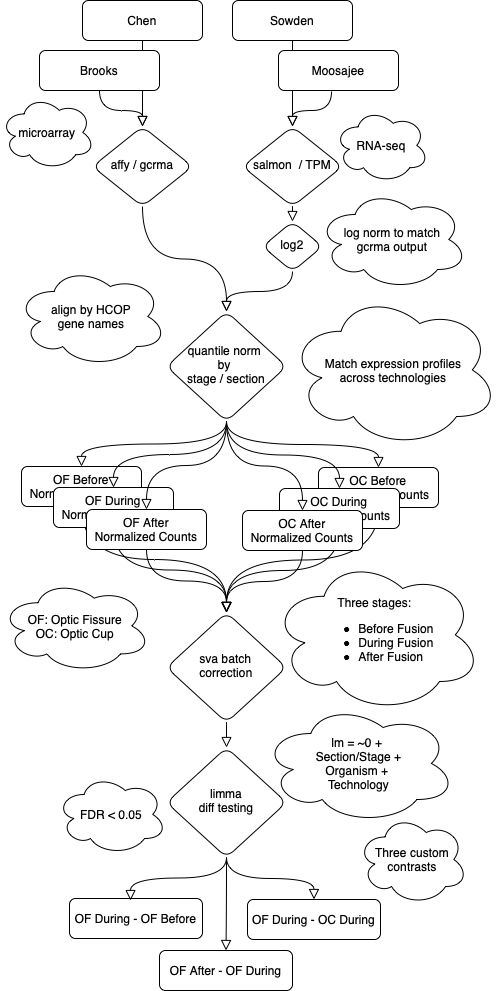 Chen
Sowden
Brooks
Moosajee
microarray
affy / gcrma
salmon / TPM
RNA-seq
log2
log norm to match
gcrma output
align by HCOP
gene names
quantile norm
by
stage / section
Match expression profiles
across technologies
OF Before
Norm
OC Before
ounts
OF During
N
OC During
ounts
OF After
Normalized Counts
OC After
Normalized Counts
OF: Optic Fissure
OC: Optic Cup
sva batch
correction
Three stages:
• Before Fusion
• During Fusion
• After Fusion
lm = ~0 +
Section/Stage +
Organism +
Technology
limma
diff testing
FDR < 0.05
Three custom
contrasts
OF During - OF Before
OF During - OC During
OF After - OF During